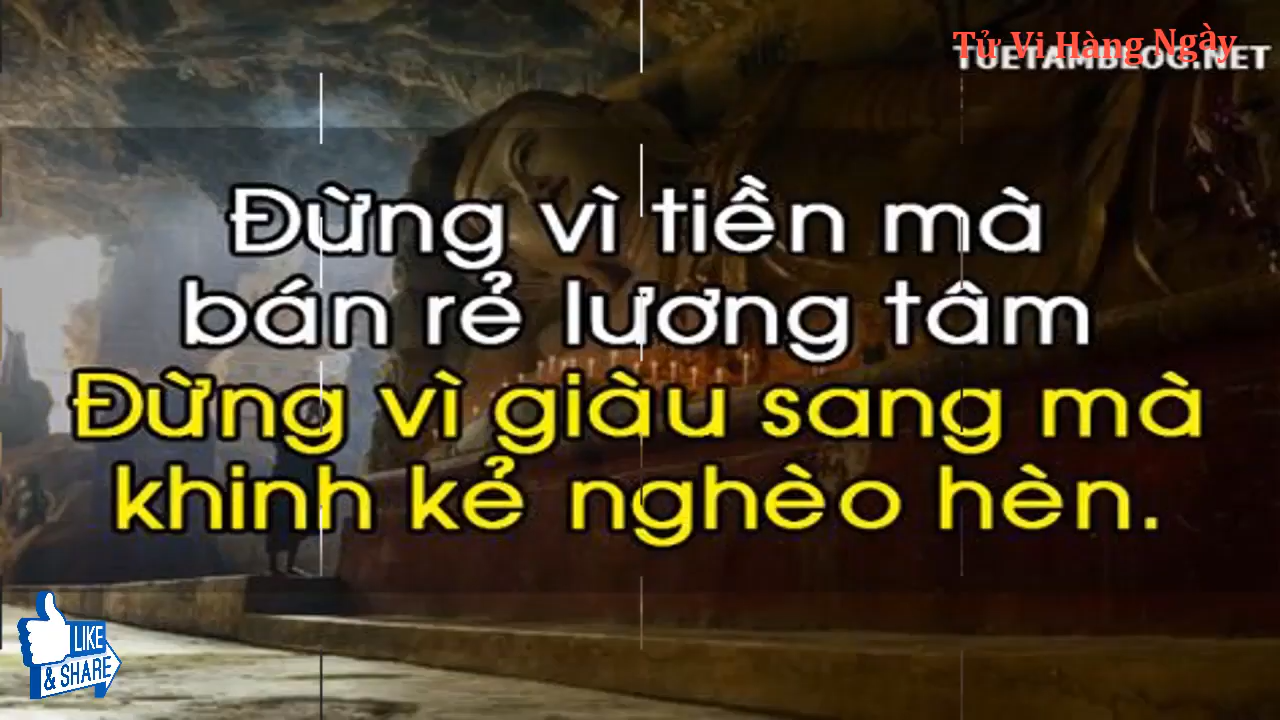 Tử Vi Hàng Ngày
TUETAMBLOG.NET
Đừng vì tiền mà
bán rẻ lương tâm
Đừng vì giàu sang mà
khinh kẻ nghèo hèn.
LIKE
& SHARE